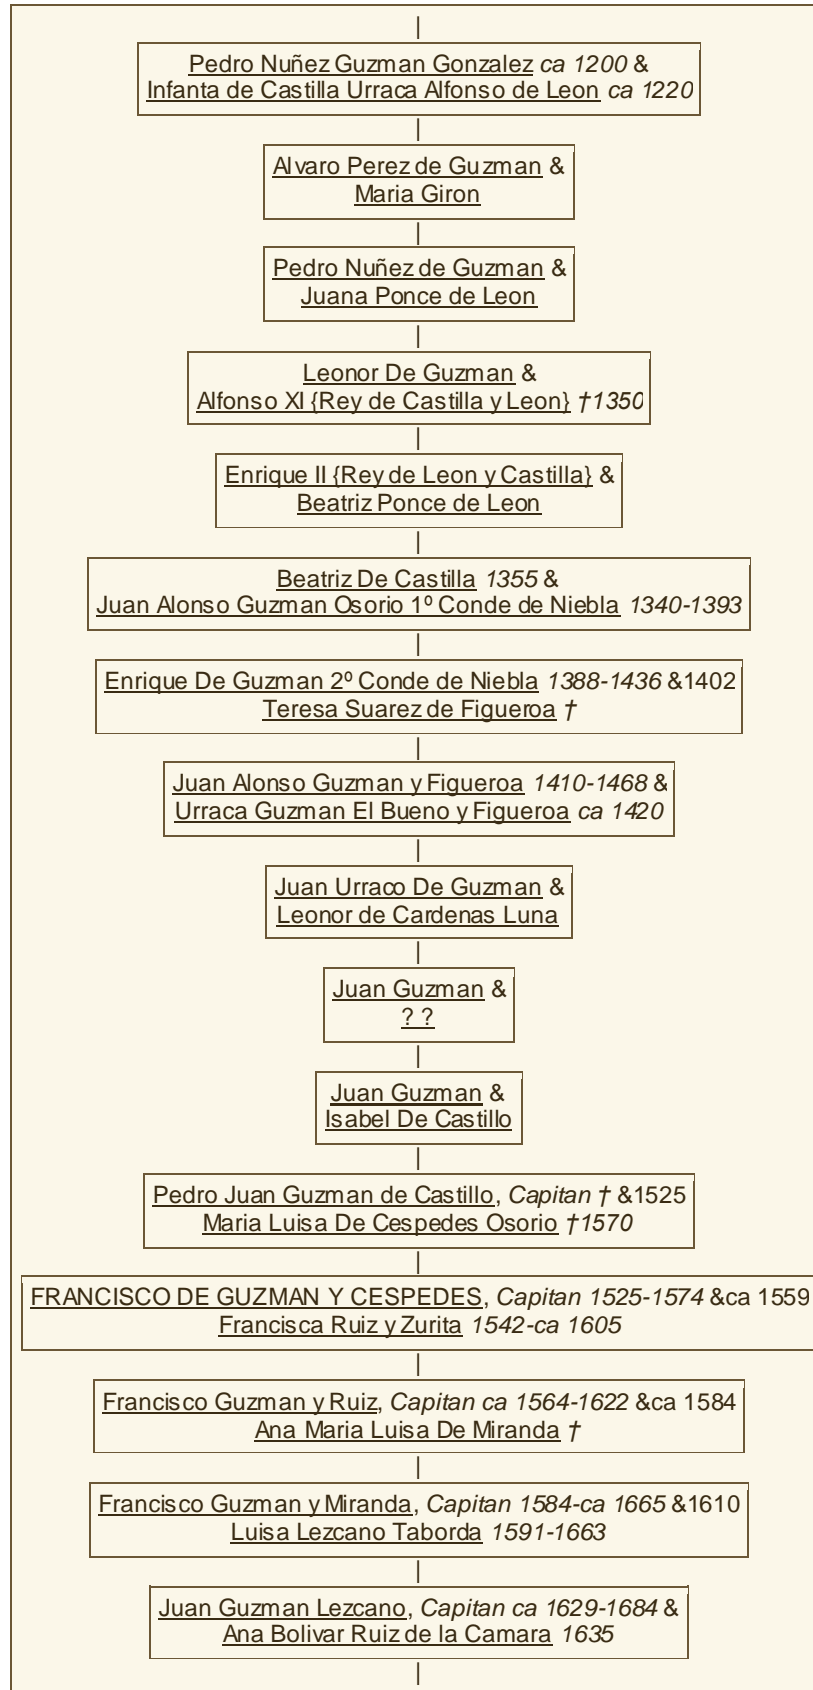 Pedro Nuñez Guzman Gonzalez ca 1200 &
Infanta de Castilla Urraca Alfonso de Leon ca 1220
Alvaro Perez de Guzman &
Maria Giron
Pedro Nuñez de Guzman &
Juana Ponce de Leon
Leonor De Guzman &
Alfonso XI {Rey de Castilla y Leon} †1350
Enrique II {Rey de Leon y Castilla} &
Beatriz Ponce de Leon
Beatriz De Castilla 1355 &
Juan Alonso Guzman Osorio 1º Conde de Niebla 1340-1393
Enrique De Guzman 2º Conde de Niebla 1388-1436 &1402
Teresa Suarez de Figueroa †
Juan Alonso Guzman y Figueroa 1410-1468 &
Urraca Guzman El Bueno y Figueroa ca 1420
Juan Urraco De Guzman &
Leonor de Cardenas Luna
Juan Guzman &
? ?
Juan Guzman &
Isabel De Castillo
Pedro Juan Guzman de Castillo, Capitan † &1525
Maria Luisa De Cespedes Osorio †1570
FRANCISCO DE GUZMAN Y CESPEDES, Capitan 1525-1574 &ca 1559
Francisca Ruiz y Zurita 1542-ca 1605
Francisco Guzman y Ruiz, Capitan ca 1564-1622 &ca 1584
Ana Maria Luisa De Miranda †
Francisco Guzman y Miranda, Capitan 1584-ca 1665 &1610
Luisa Lezcano Taborda 1591-1663
Juan Guzman Lezcano, Capitan ca 1629-1684 &
Ana Bolivar Ruiz de la Camara 1635